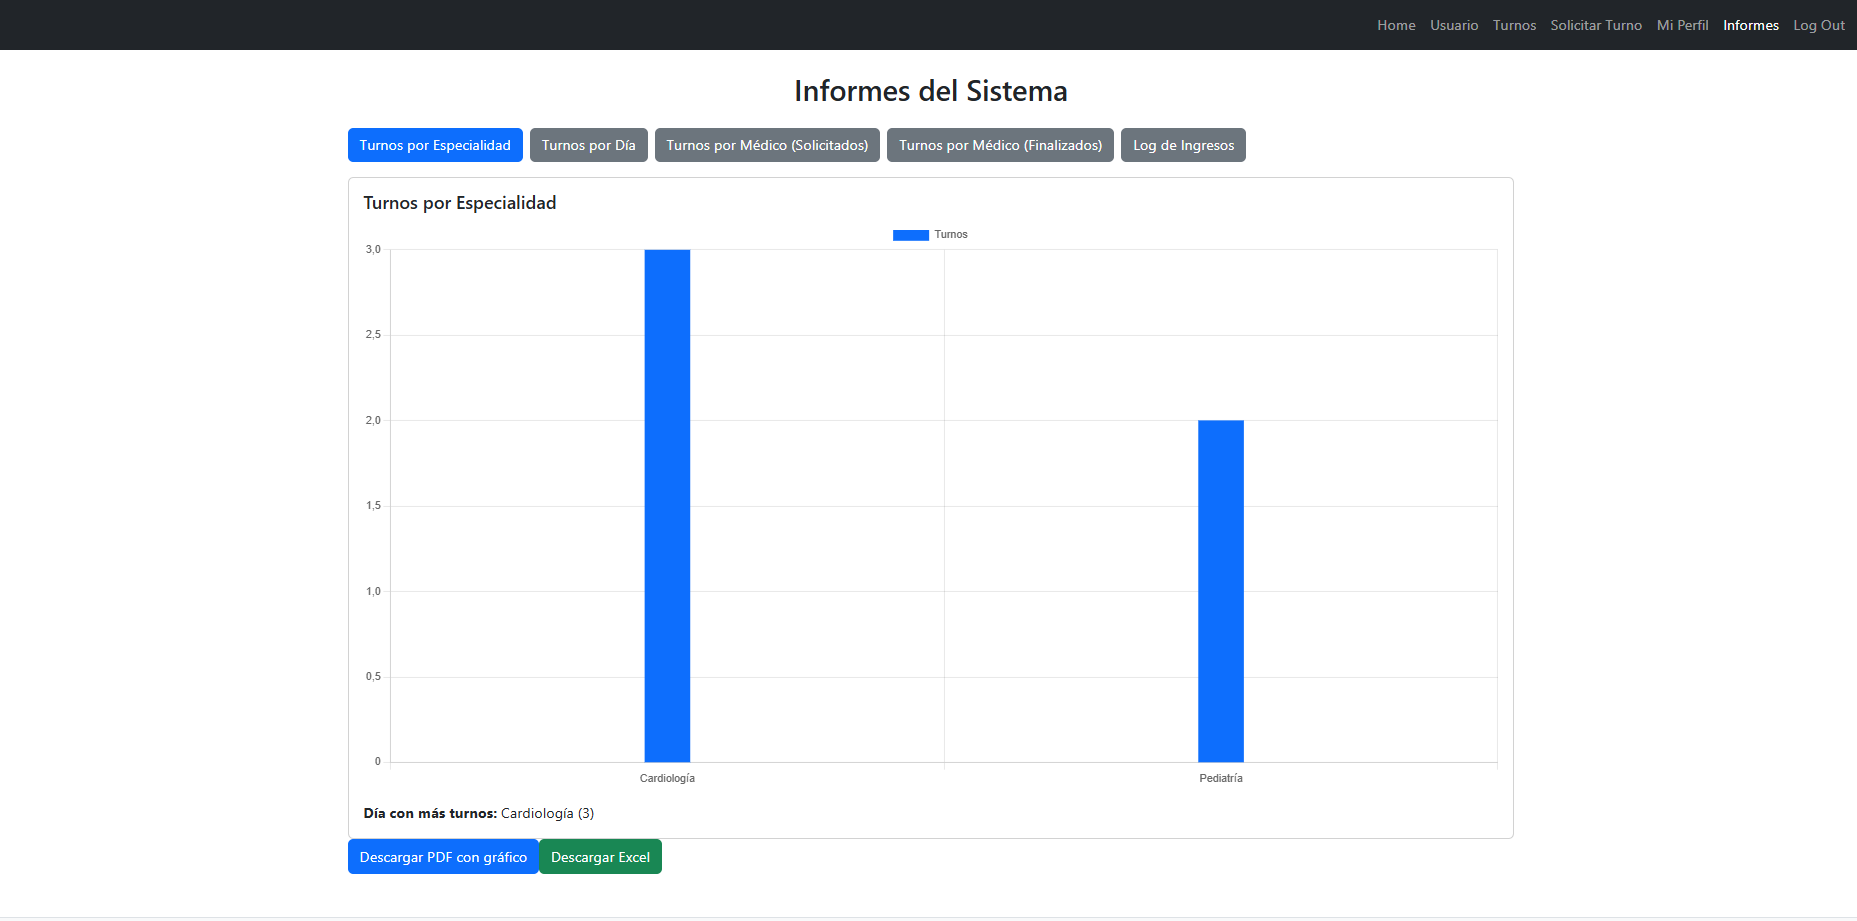 Home Usuario Turnos Solicitar Turno Mi Perfil Informes Log Out
Informes del Sistema
Turnos por Especialidad Turnos por Día Turnos por Médico (Solicitados) Turnos por Médico (Finalizados) Log de Ingresos
Turnos por Especialidad
Turnos
3,0
2,5
2,0
1,5
1,0
0,5
0
Cardiología Pediatría
Día con más turnos: Cardiología (3)
Descargar PDF con gráfico Descargar Excel